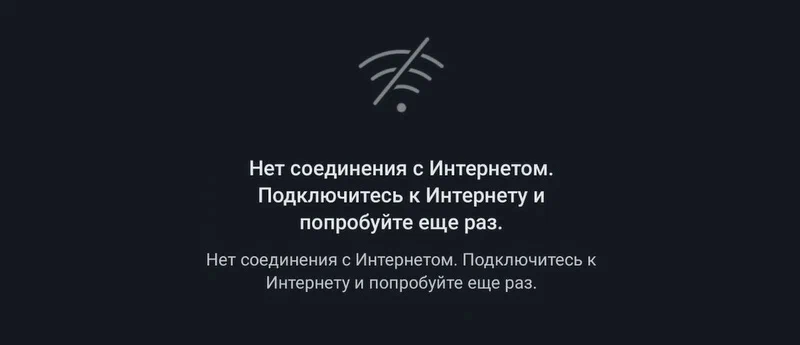 Нет соединения с Интернетом.
Подключитесь к Интернету и
попробуйте еще раз.
Нет соединения с Интернетом. Подключитесь к
Интернету и попробуйте еще раз.